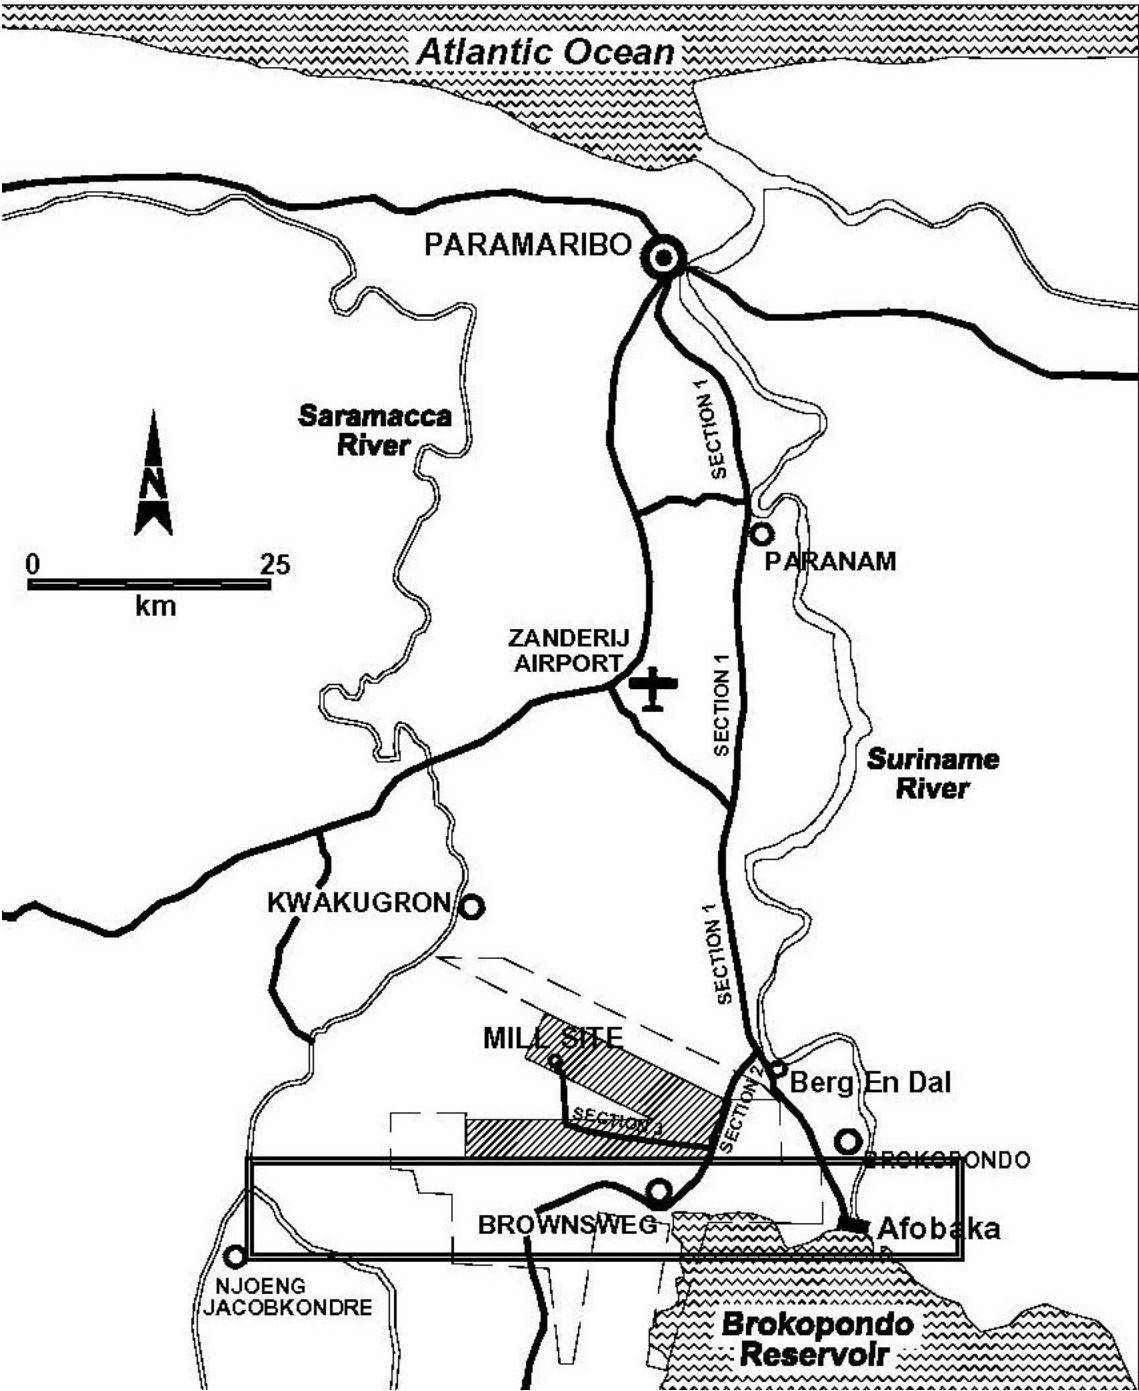 Atlantic Ocean
PARAMARIBO
SECTION 1
Saramacca
River
N
0 25
km
PARANAM
ZANDERIJ
AIRPORT
SECTION 1
Suriname
River
KWAKUGRON
SECTION 1
MILL SITE
SECTION 2
Berg En Dal
SECTION 3
BROKOPONDO
BROWNSWEG
Afobaka
NJOENG
JACOBKONDRE
Brokopondo
Reservoir